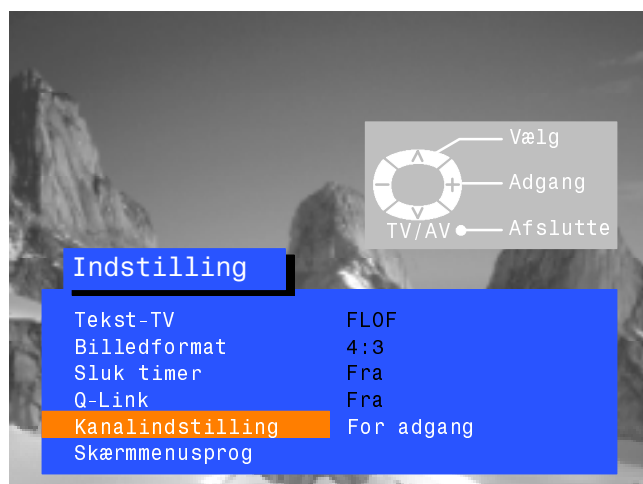 Vælg
Adgang
TV/AV Afslutte
Indstilling
Tekst-TV FLOF
Billedformat 4:3
Sluk timer Fra
Q-Link Fra
Kanalindstilling For adgang
Skærmmenusprog